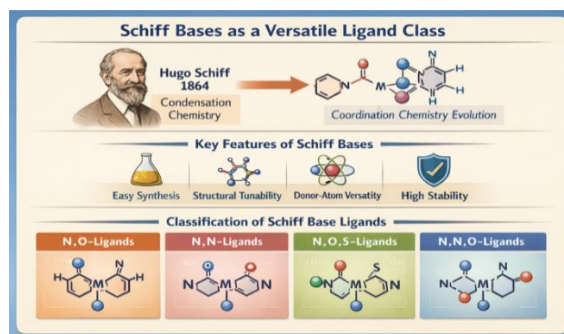 Schiff Bases as a Versatile Ligand Class
Hugo Schiff
1864
Condensation
Chemistry
N
M
N
H
H
H
Coordination Chemistry Evolution
Key Features of Schiff Bases
Easy Synthesis
Structural Tunability
Donor-Atom Versatity
High Stability
Classification of Schiff Base Ligands
N,O-Ligands
N,N-Ligands
N,O,S-Ligands
N,N,O-Ligands
H
M
N
H
N
M
N
N
M
S
N
N
M
N